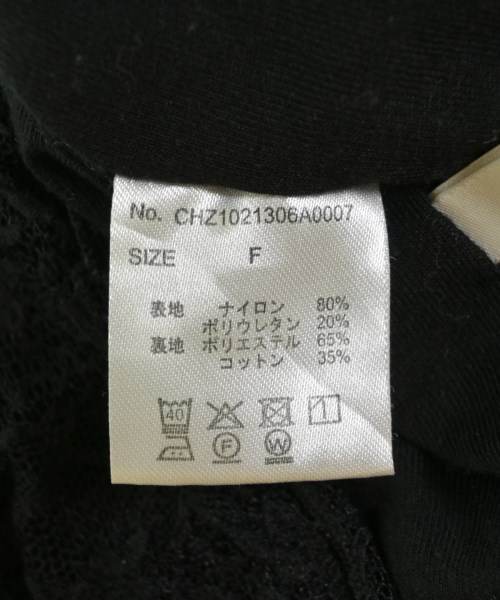 No. CHZ1021306A0007
SIZE F
表地 ナイロン 80%
ポリウレタン 20%
裏地 ポリエステル 65%
コットン 35%
40
F W